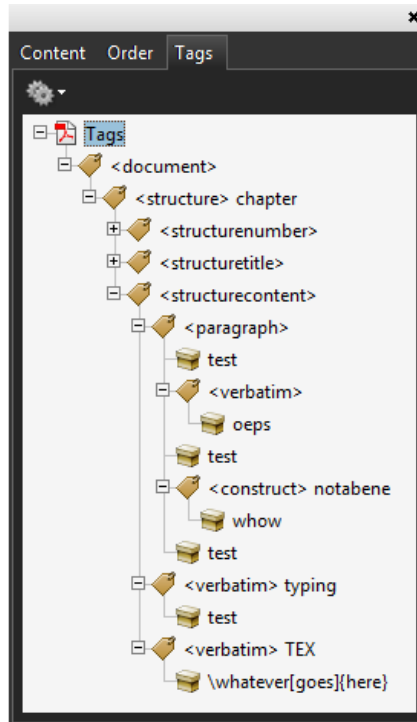 Content Order Tags
Tags
<document>
<structure> chapter
<structurenumber>
<structuretitle>
<structurecontent>
<paragraph>
test
<verbatim>
oeps
test
<construct> notabene
whow
test
<verbatim> typing
test
<verbatim> TEX
\whatever[goes]{here}